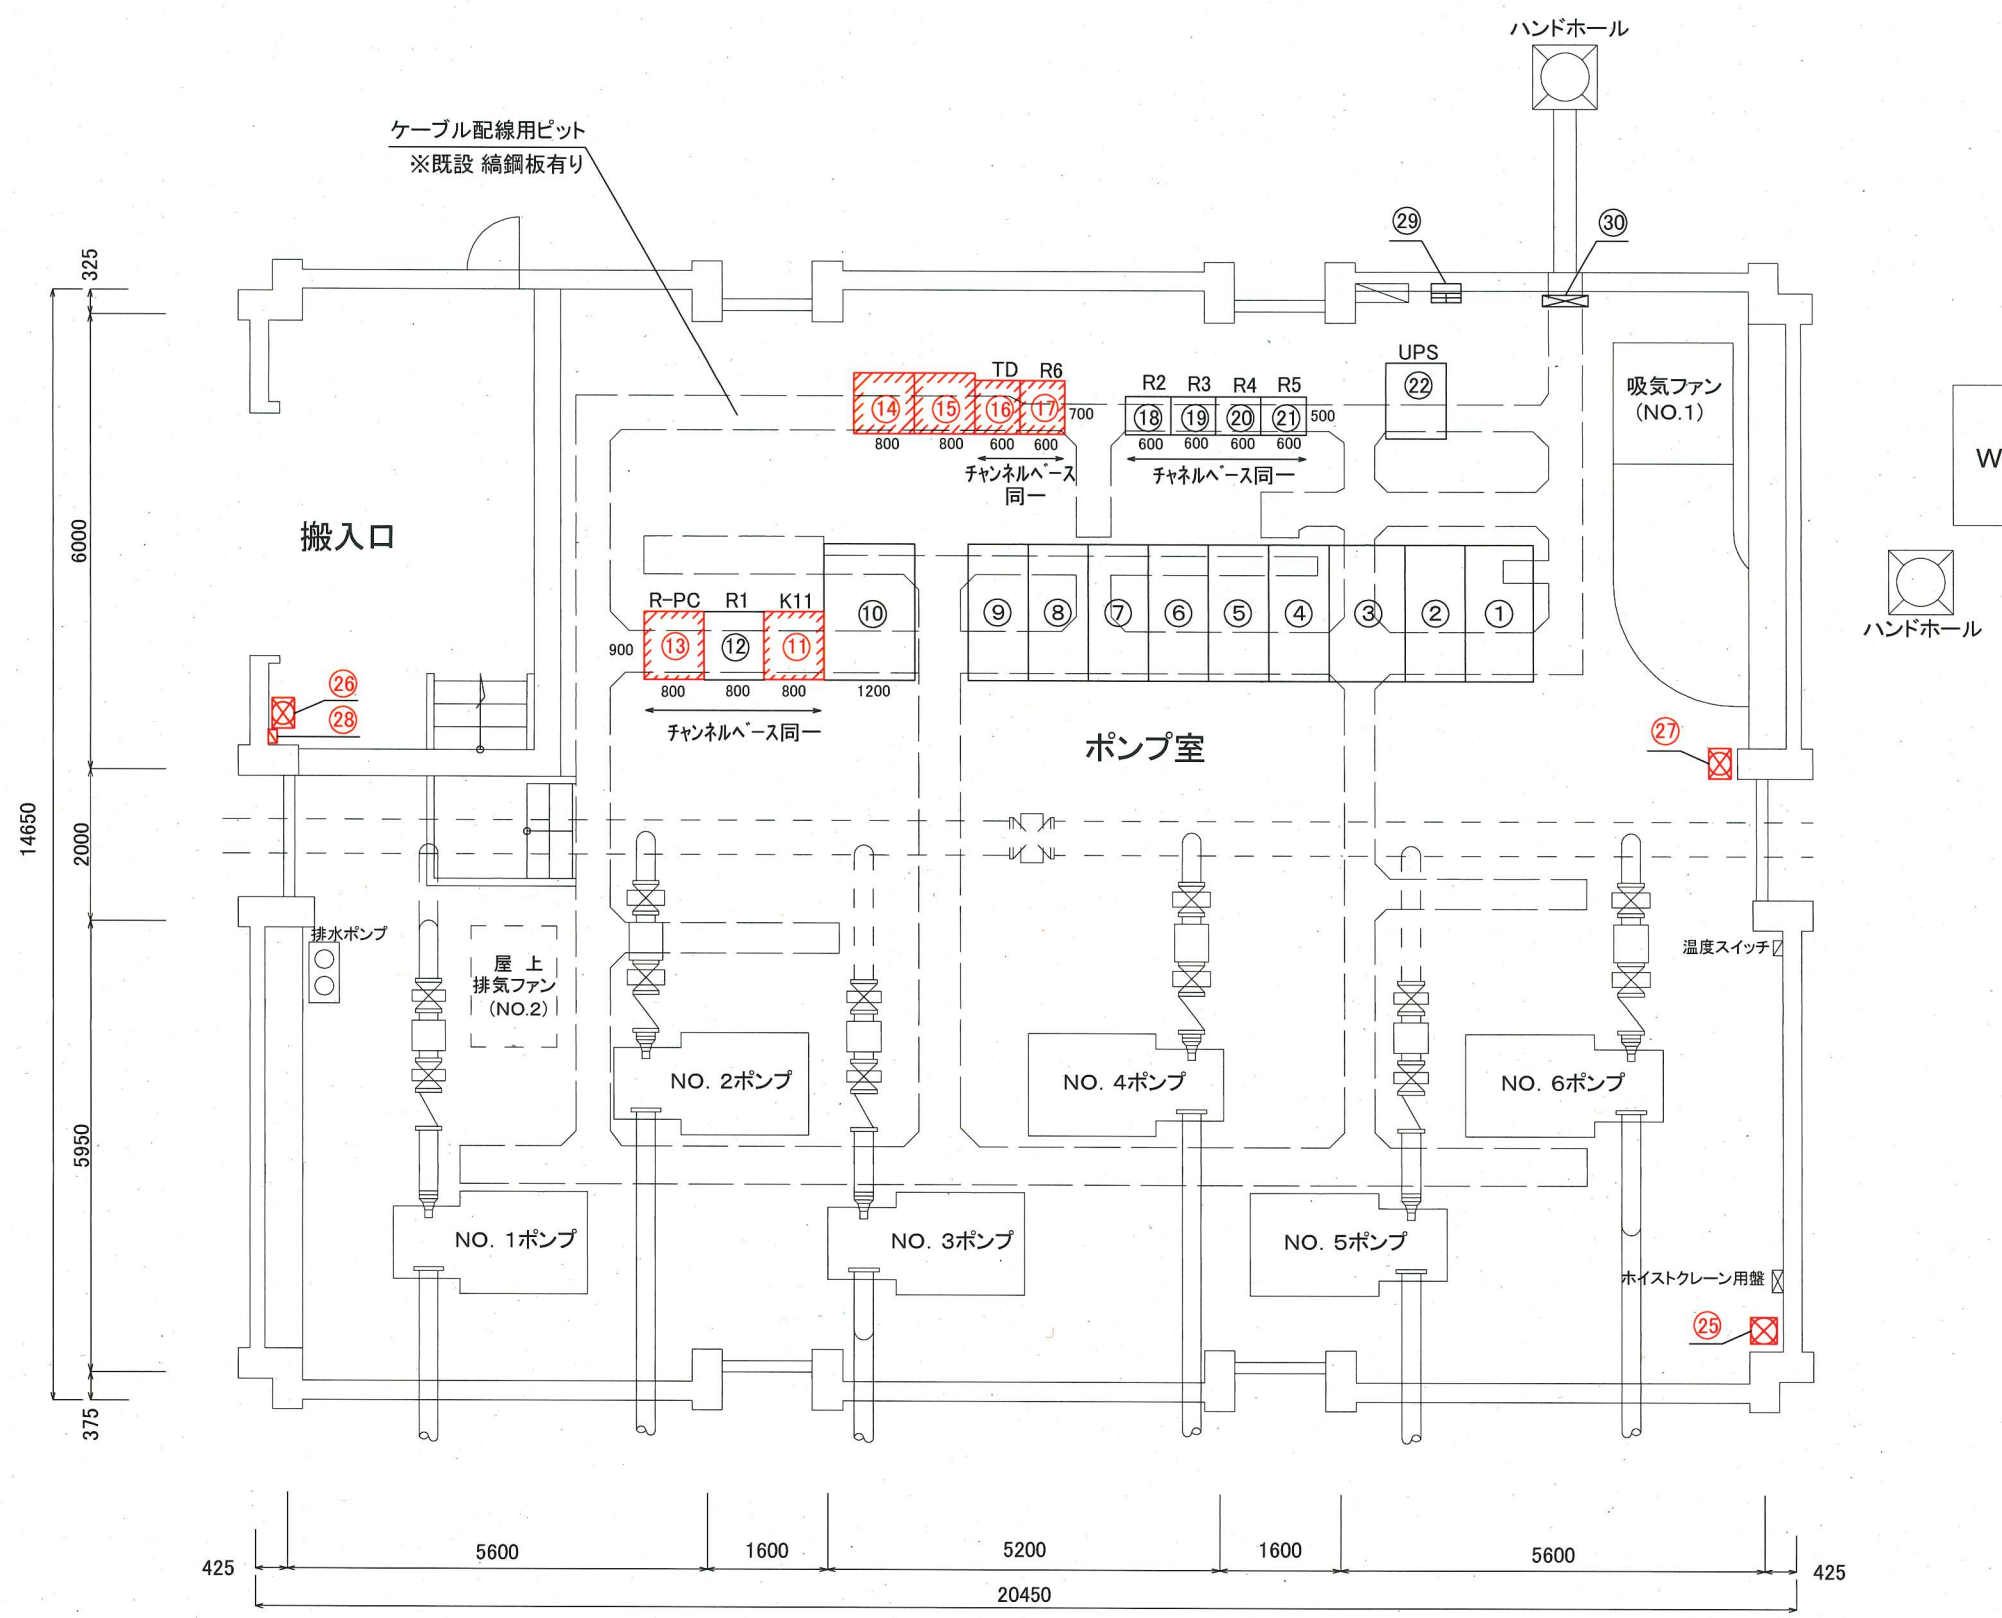 ハンドホール
ケーブル配線用ピット
※既設 縞鋼板有り
㉙
㉚
325
UPS
㉒
TD R6
R2 R3 R4 R5
吸気ファン
(NO.1)
⑭ ⑮ ⑯ ⑰ 700
⑱ ⑲ ⑳ ㉑ 500
800 800 600 600
600 600 600 600
チャンネルベース
同一
チャネルベース同一
W
搬入口
6000
R-PC R1 K11
⑩ ⑨ ⑧ ⑦ ⑥ ⑤ ④ ③ ② ①
ハンドホール
900 ⑬ ⑫ ⑪
800 800 800 1200
チャンネルベース同一
㉖
㉘
ポンプ室
㉗
14650
2000
排水ポンプ
屋 上
排気ファン
(NO.2)
温度スイッチ
NO. 2ポンプ
NO. 4ポンプ
NO. 6ポンプ
5950
NO. 1ポンプ
NO. 3ポンプ
NO. 5ポンプ
ホイストクレーン用盤
㉕
375
425 5600 1600 5200 1600 5600 425
20450